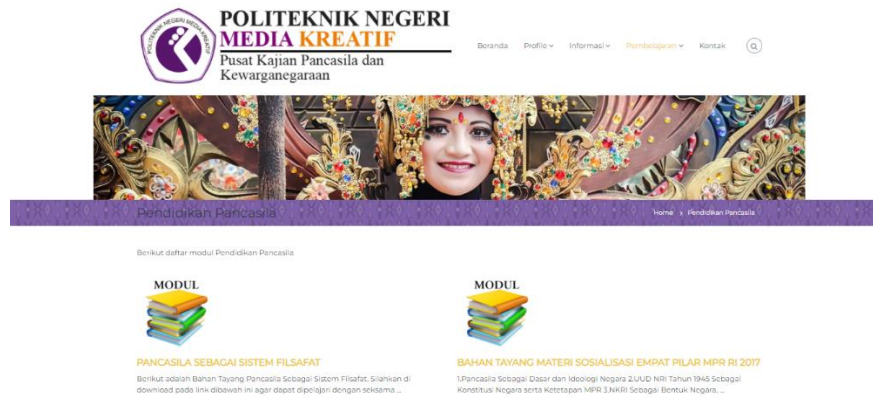 POLITEKNIK NEGERI MEDIA KREATIF
POLITEKNIK NEGERI
MEDIA KREATIF
Pusat Kajian Pancasila dan
Kewarganegaraan
Beranda Profile Informasi Pembelajaran Kontak
Pendidikan Pancasila
Home > Pendidikan Pancasila
Berikut daftar modul Pendidikan Pancasila
MODUL
PANCASILA SEBAGAI SISTEM FILSAFAT
Berikut adalah Bahan Tayang Pancasila Sebagai Sistem Filsafat. Silahkan di
download pada link dibawah ini agar dapat dipelajari dengan seksama ...
MODUL
BAHAN TAYANG MATERI SOSIALISASI EMPAT PILAR MPR RI 2017
1.Pancasila Sebagai Dasar dan Ideologi Negara 2.UUD NRI Tahun 1945 Sebagai
Konstitusi Negara serta Ketetapan MPR 3.NKRI Sebagai Bentuk Negara, ...